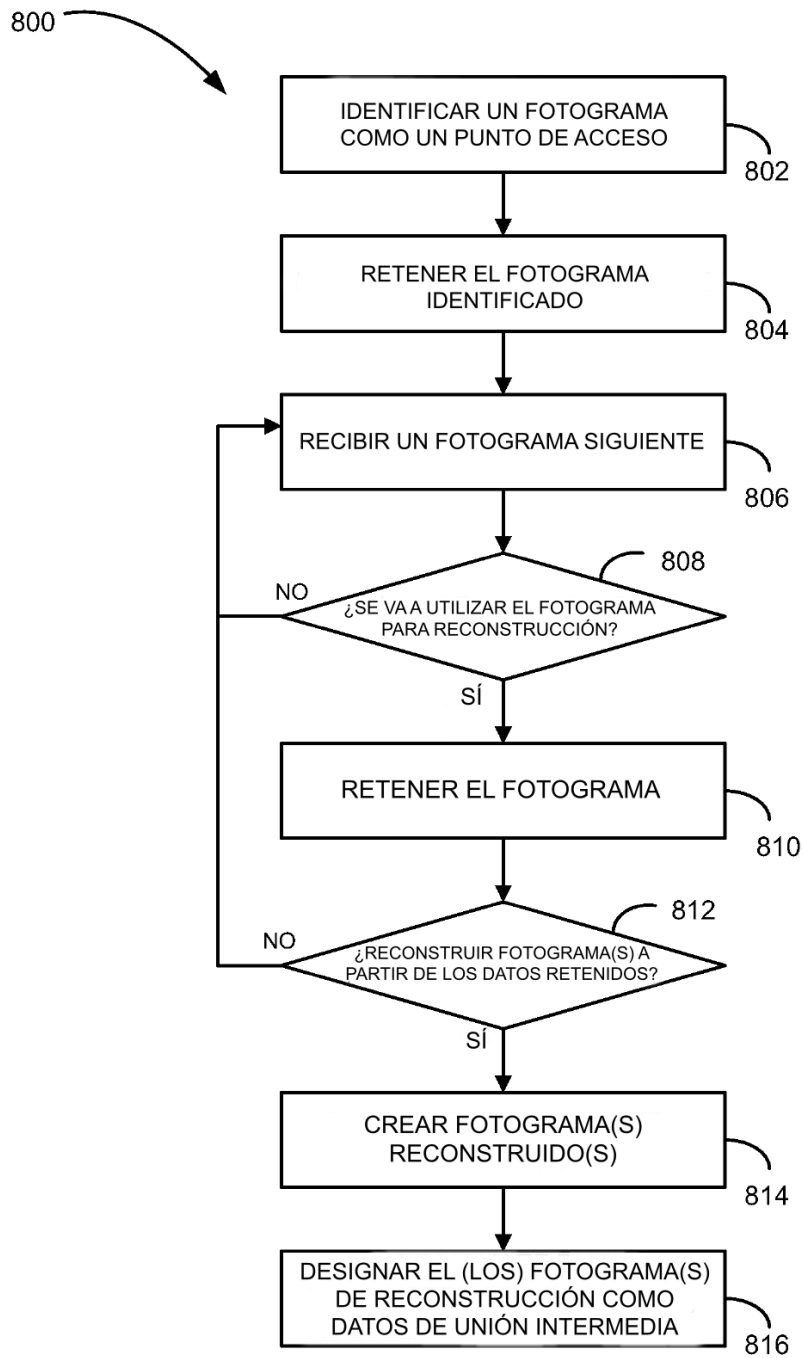 800
IDENTIFICAR UN FOTOGRAMA
COMO UN PUNTO DE ACCESO
802
RETENER EL FOTOGRAMA
IDENTIFICADO
804
RECIBIR UN FOTOGRAMA SIGUIENTE
806
808
NO
¿SE VA A UTILIZAR EL FOTOGRAMA
PARA RECONSTRUCCIÓN?
SÍ
RETENER EL FOTOGRAMA
810
812
NO
¿RECONSTRUIR FOTOGRAMA(S) A
PARTIR DE LOS DATOS RETENIDOS?
SÍ
CREAR FOTOGRAMA(S)
RECONSTRUIDO(S)
814
DESIGNAR EL (LOS) FOTOGRAMA(S)
DE RECONSTRUCCIÓN COMO
DATOS DE UNIÓN INTERMEDIA
816